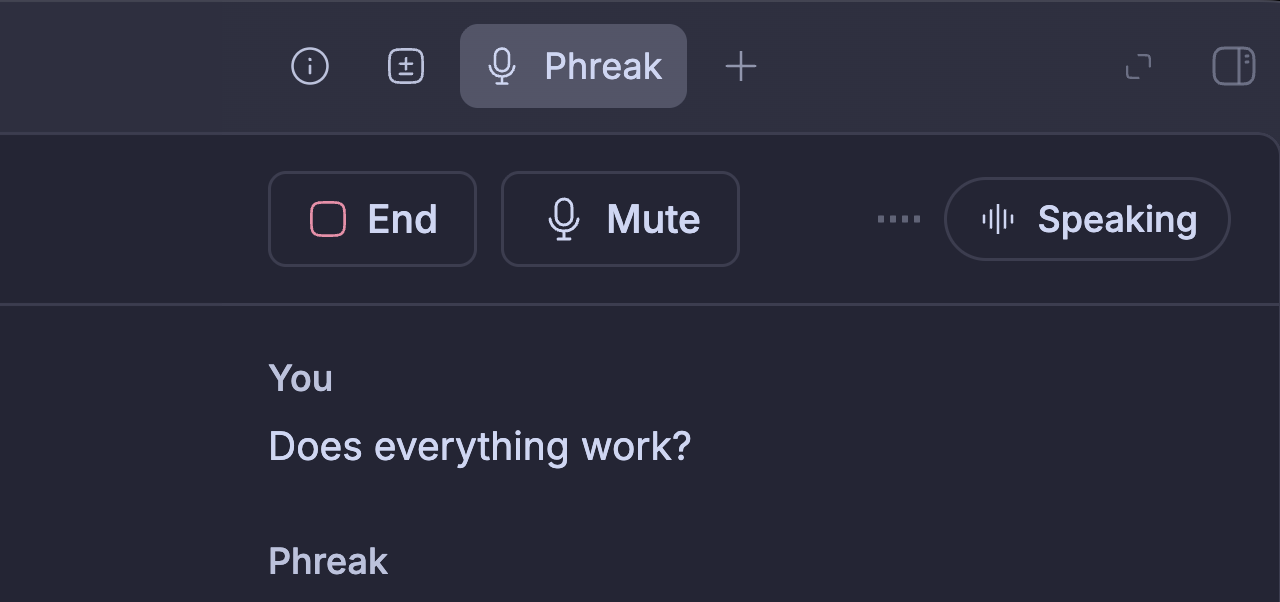 Phreak
End
Mute
Speaking
You
Does everything work?
Phreak